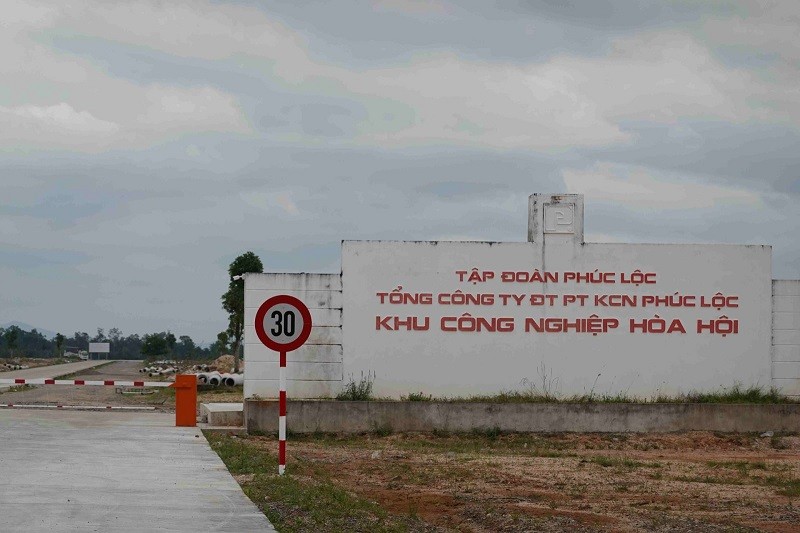 TẬP ĐOÀN PHÚC LỘC
TỔNG CÔNG TY ĐT PT KCN PHÚC LỘC
KHU CÔNG NGHIỆP HÒA HỘI
30